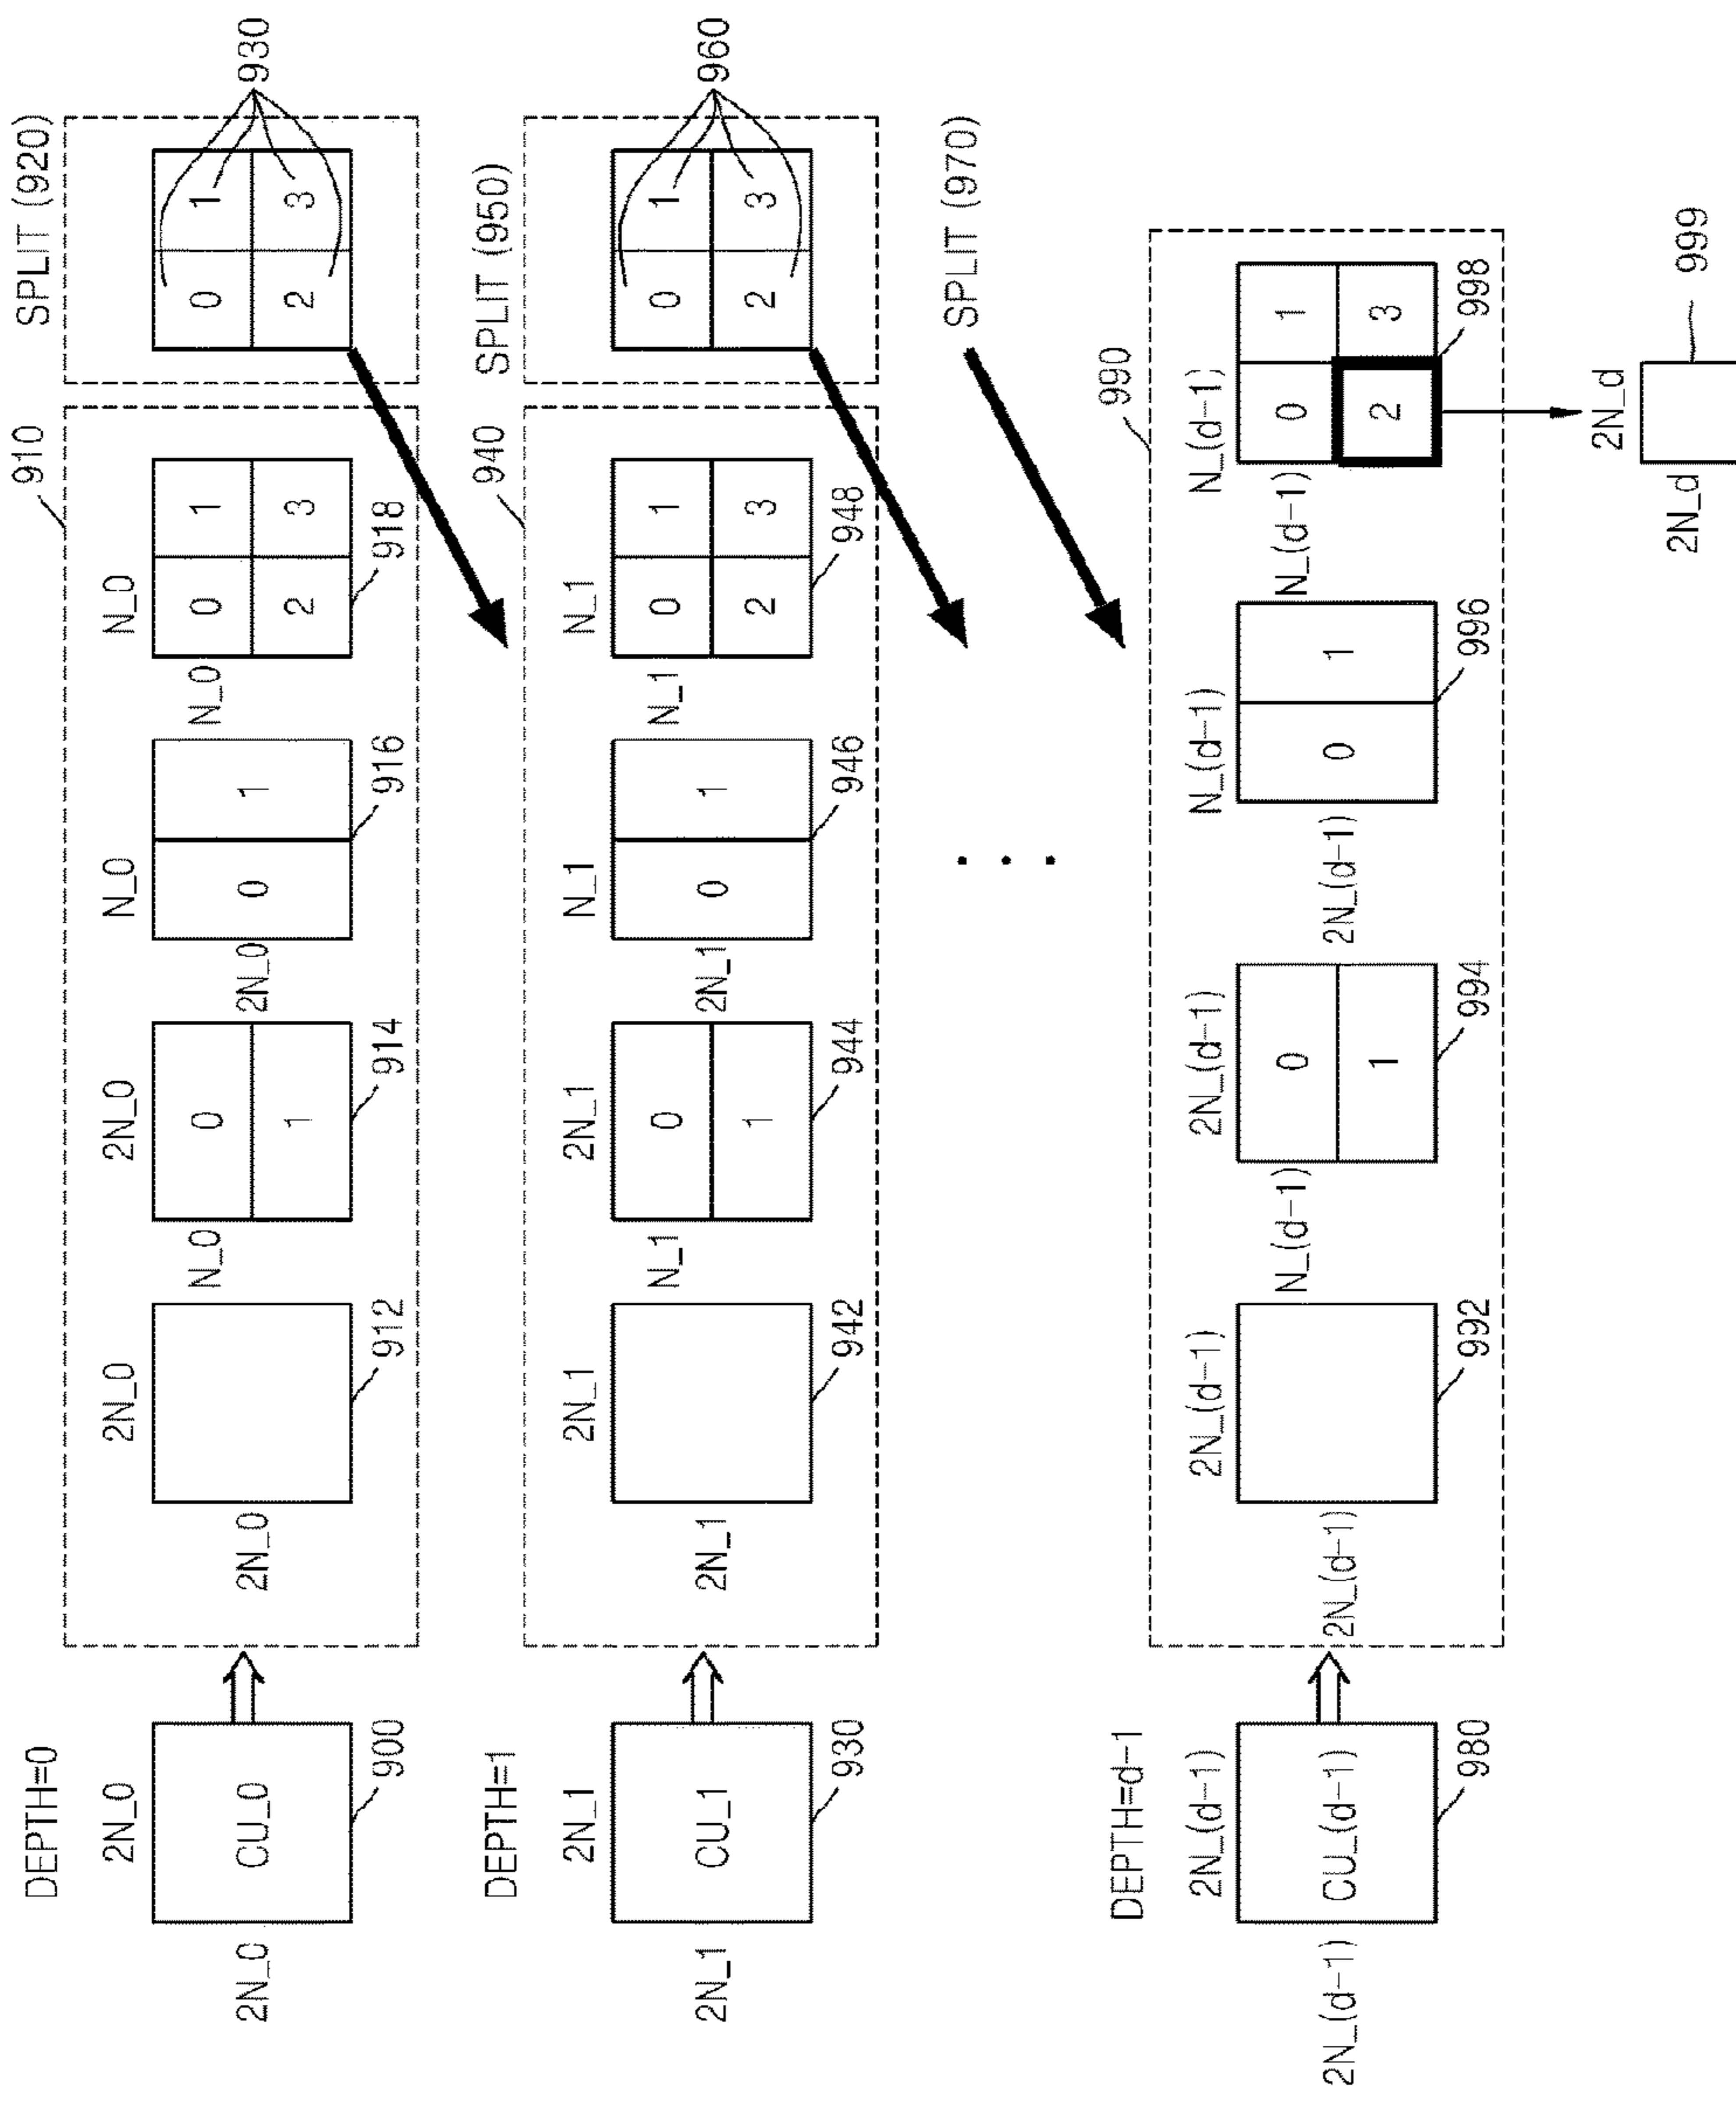 DEPTH=0
2N_0
2N_0
CU_0
900
910
2N_0
2N_0
912
2N_0
N_0
0
1
914
N_0
2N_0
0
1
916
N_0
N_0
0
1
2
3
918
SPLIT (920)
0
1
2
3
930
DEPTH=1
2N_1
2N_1
CU_1
930
940
2N_1
2N_1
942
2N_1
N_1
0
1
944
N_1
2N_1
0
1
946
N_1
N_1
0
1
2
3
948
SPLIT (950)
0
1
2
3
960
SPLIT (970)
DEPTH=d-1
2N_(d-1)
2N_(d-1)
CU_(d-1)
980
990
2N_(d-1)
2N_(d-1)
992
2N_(d-1)
N_(d-1)
0
1
994
N_(d-1)
2N_(d-1)
0
1
996
N_(d-1)
N_(d-1)
0
1
2
3
998
2N_d
2N_d
999